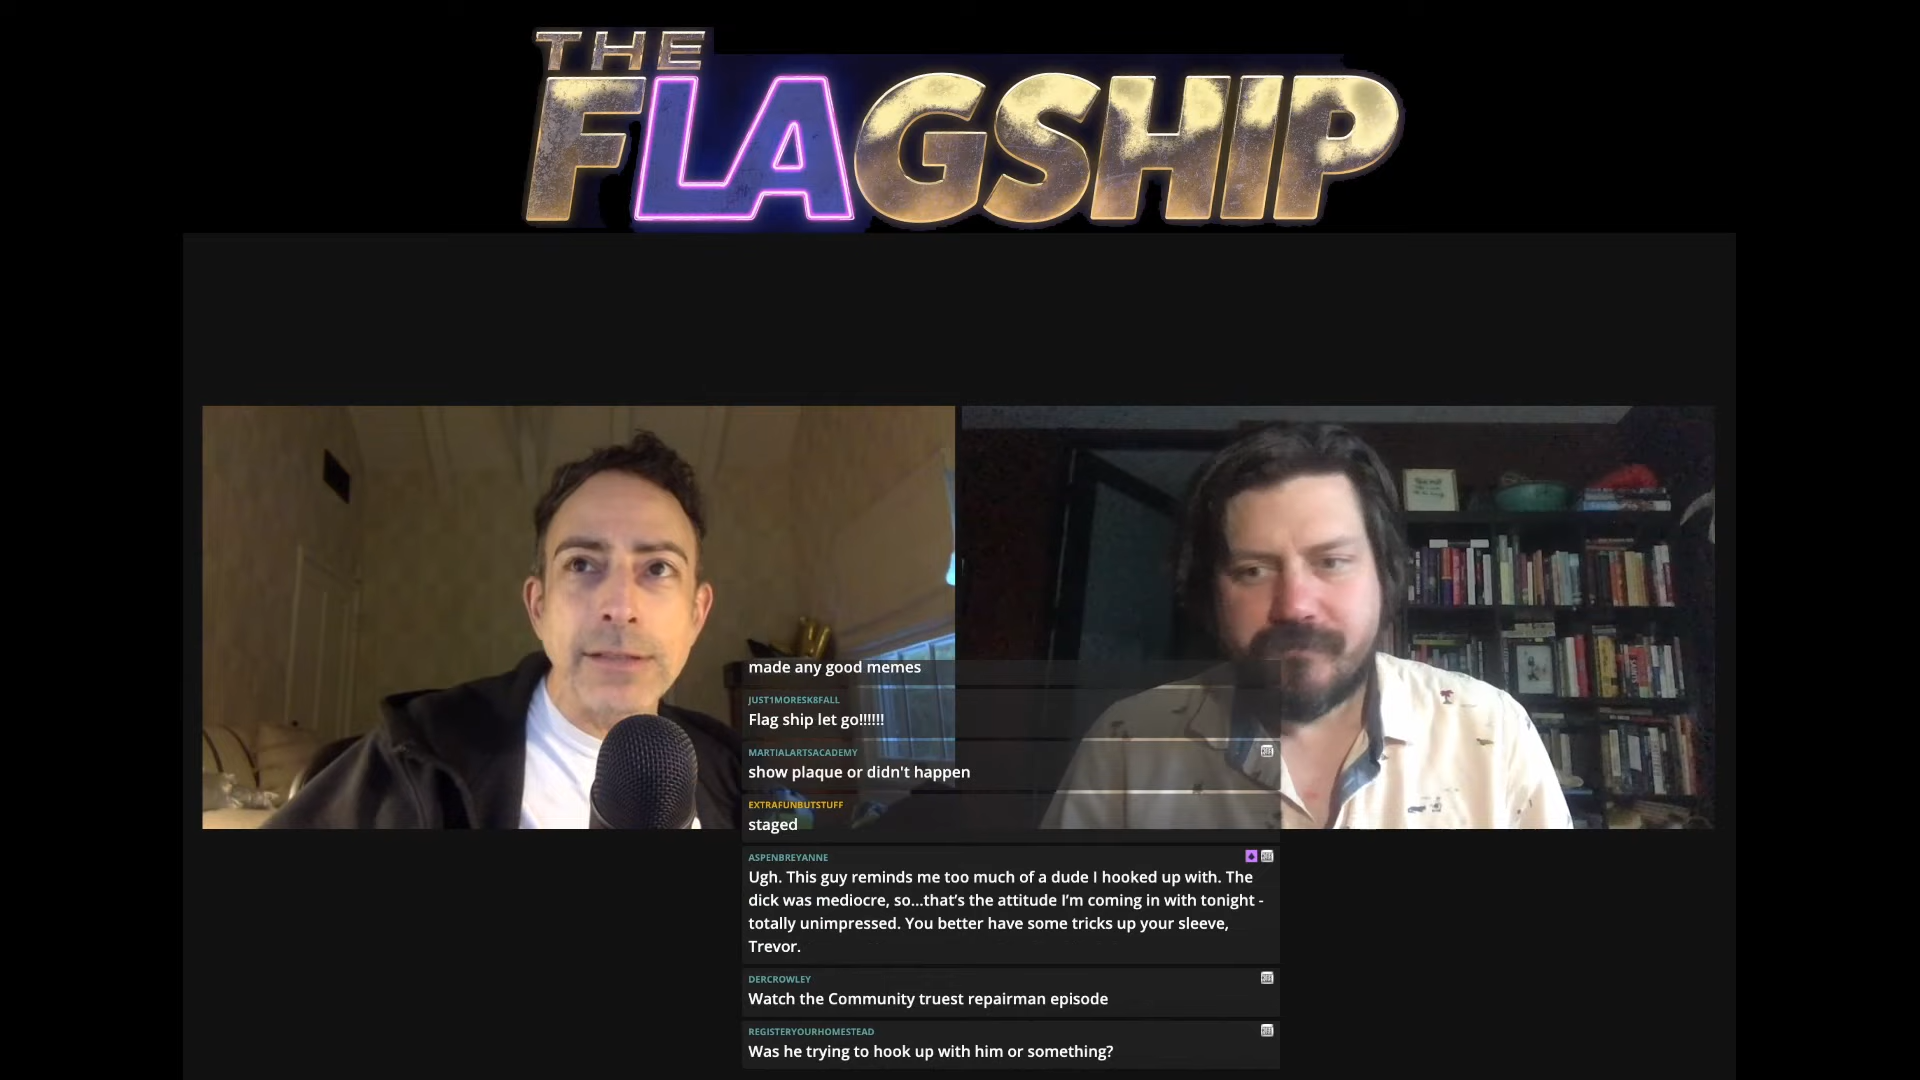 THE
FLAGSHIP
made any good memes
JUST1MORESK8FALL
Flag ship let go!!!!!!
MARTIALARTSACADEMY
show plaque or didn't happen
EXTRAFUNBUTSTUFF
staged
ASPENBREYANNE
Ugh. This guy reminds me too much of a dude I hooked up with. The
dick was mediocre, so...that's the attitude I'm coming in with tonight -
totally unimpressed. You better have some tricks up your sleeve,
Trevor.
DERCROWLEY
Watch the Community truest repairman episode
REGISTERYOURHOMESTEAD
Was he trying to hook up with him or something?